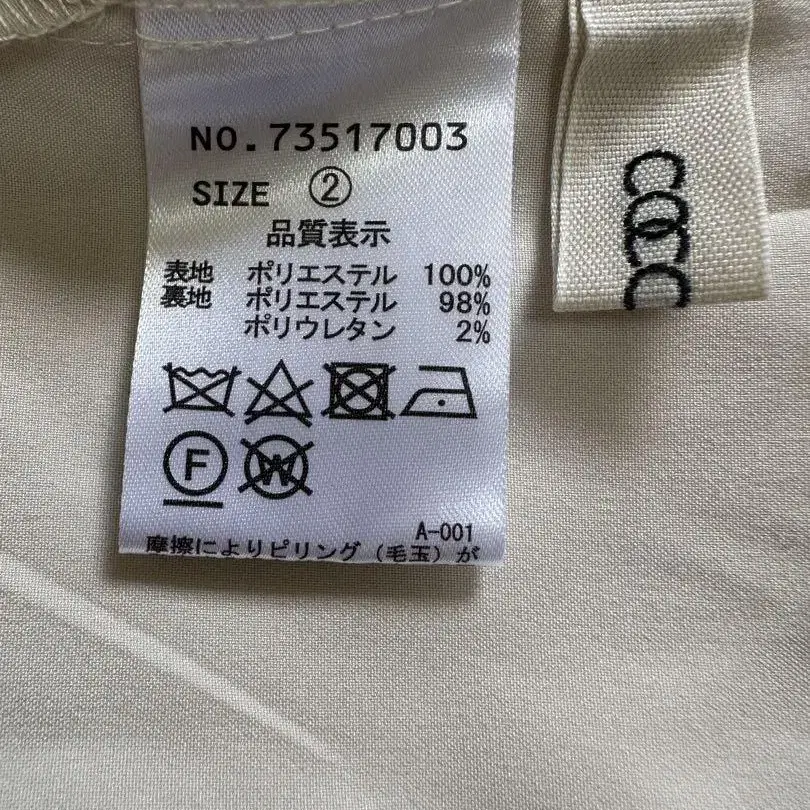 NO.73517003
SIZE ②
品質表示
表地 ポリエステル 100%
裏地 ポリエステル 98%
ポリウレタン 2%
F
W
A-001
摩擦によりピリング(毛玉)が
COCO